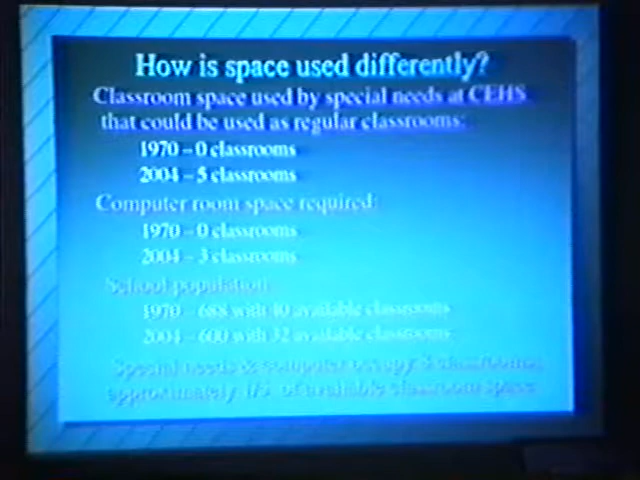 How is space used differently?
Classroom space used by special needs at CEHS
that could be used as regular classrooms:
1970 – 0 classrooms
2004 – 5 classrooms
Computer room space required:
1970 – 0 classrooms
2004 – 3 classrooms
School population:
1970 – 688 with 40 available classrooms
2004 – 600 with 32 available classrooms
Special needs & computer occupy 8 classrooms;
approximately 1/5 of available classroom space